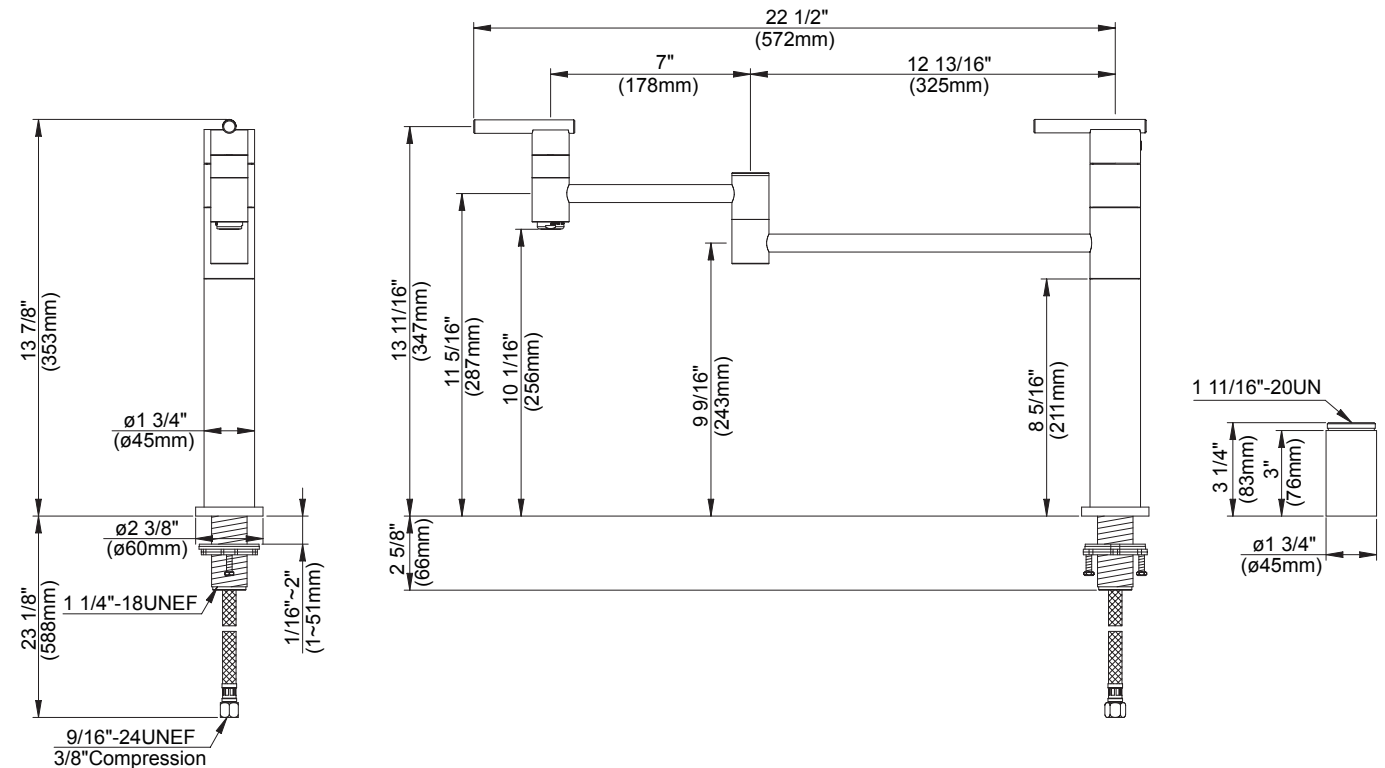 22 1/2"
(572mm)
7"
(178mm)
12 13/16"
(325mm)
13 7/8"
(353mm)
13 11/16"
(347mm)
11 5/16"
(287mm)
10 1/16"
(256mm)
9 9/16"
(243mm)
8 5/16"
(211mm)
1 11/16"-20UN
3 1/4"
(83mm)
3"
(76mm)
ø1 3/4"
(ø45mm)
ø1 3/4"
(ø45mm)
ø2 3/8"
(ø60mm)
2 5/8"
(66mm)
1/16"~2"
(1~51mm)
23 1/8"
(588mm)
1 1/4"-18UNEF
9/16"-24UNEF
3/8"Compression